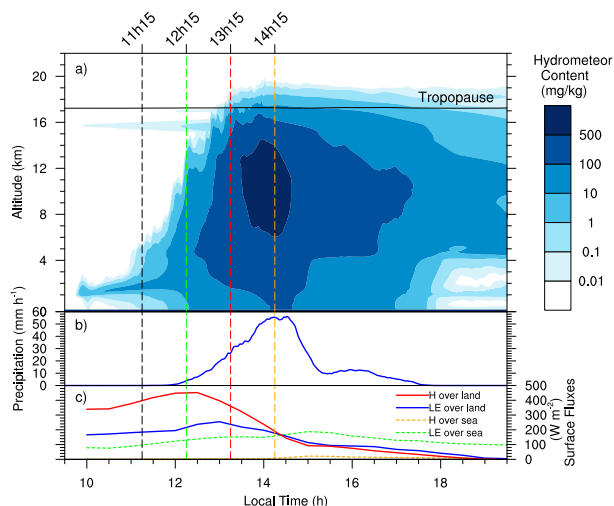 11h15
12h15
13h15
14h15
a)
Tropopause
20
16
12
8
4
Altitude (km)
Hydrometeor
Content
(mg/kg)
500
100
10
1
0.1
0.01
b)
60
50
40
30
20
10
0
Precipitation (mm h⁻¹)
c)
H over land
LE over land
H over sea
LE over sea
500
400
300
200
100
0
(W m⁻²)
Surface Fluxes
10
12
14
16
18
Local Time (h)